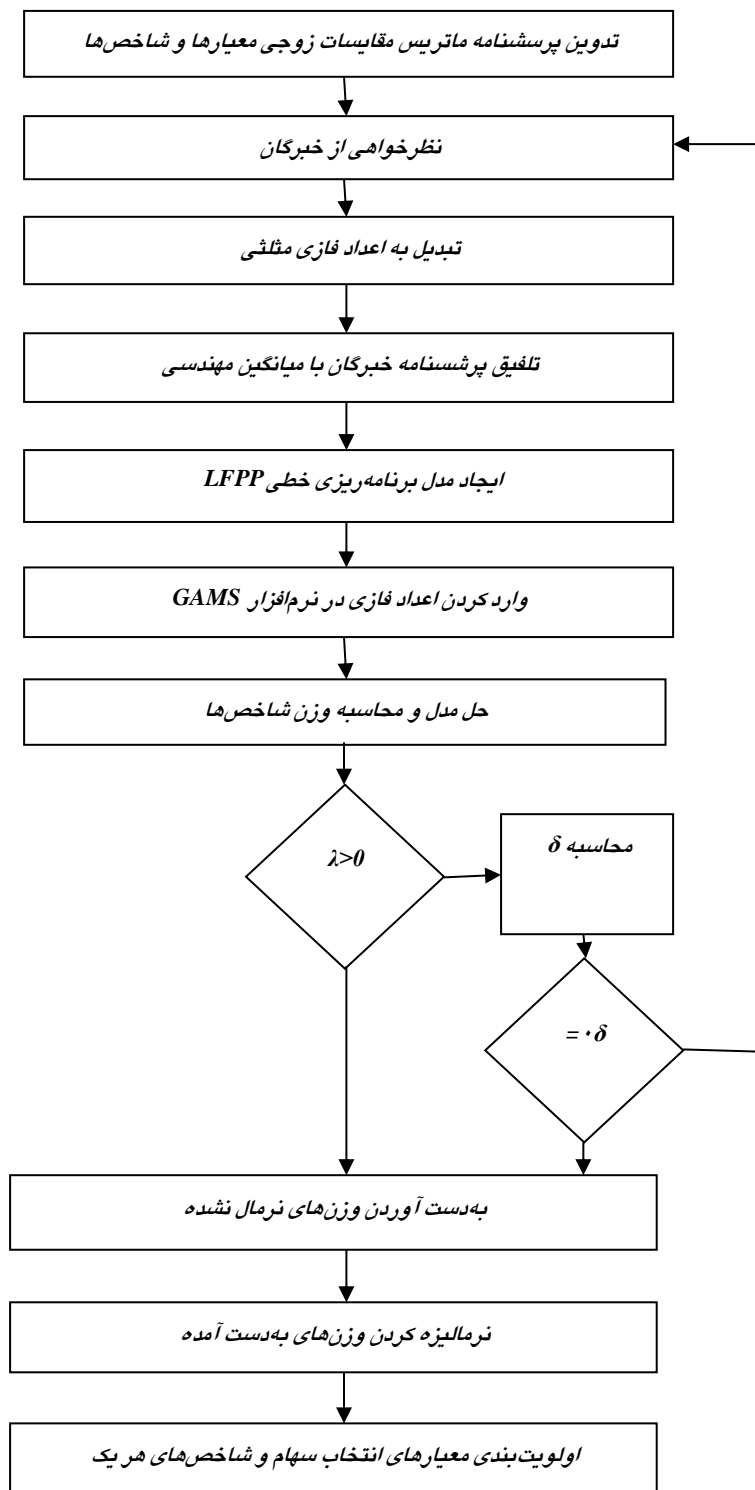 تدوین پرسشنامه ماتریس مقایسات زوجی معیارها و شاخص‌ها
نظرخواهی از خبرگان
تبدیل به اعداد فازی مثلثی
تلفیق پرشسنامه خبرگان با میانگین مهندسی
ایجاد مدل برنامه‌ریزی خطی LFPP
وارد کردن اعداد فازی در نرم‌افزار GAMS
حل مدل و محاسبه وزن شاخص‌ها
λ>0
محاسبه δ
= ۰ δ
به‌دست آوردن وزن‌های نرمال نشده
نرمالیزه کردن وزن‌های به‌دست آمده
اولویت‌بندی معیارهای انتخاب سهام و شاخص‌های هر یک